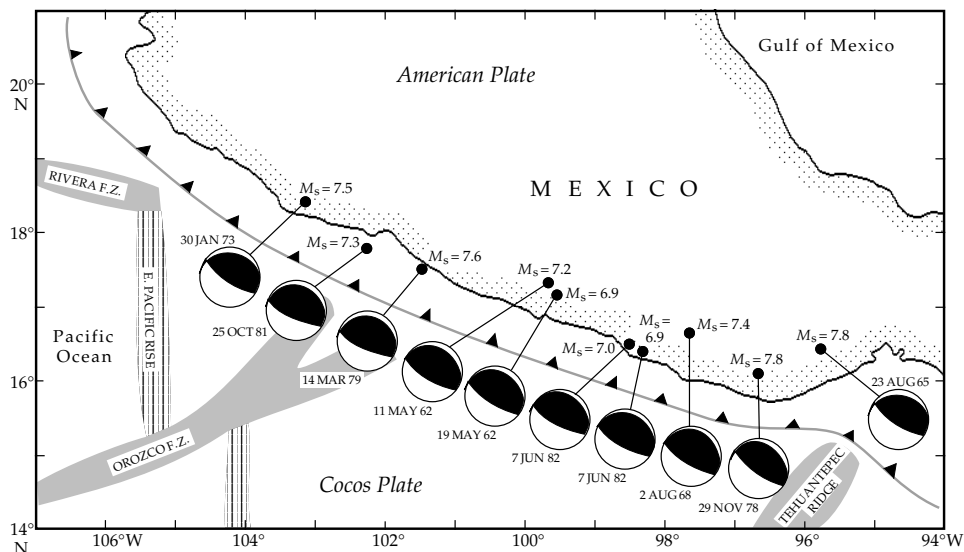 Gulf of Mexico
American Plate
20°
N
RIVERA F.Z.
MEXICO
Ms = 7.5
18°
30 JAN 73
Ms = 7.3
Ms = 7.6
Ms = 7.2
Ms = 6.9
E. PACIFIC RISE
Pacific
Ocean
25 OCT 81
Ms = 7.0
Ms =
6.9
Ms = 7.4
Ms = 7.8
Ms = 7.8
16°
14 MAR 79
11 MAY 62
23 AUG 65
19 MAY 62
OROZCO F.Z.
7 JUN 82
7 JUN 82
2 AUG 68
29 NOV 78
TEHUANTEPEC
RIDGE
Cocos Plate
14°
N
106°W
104°
102°
100°
98°
96°
94°W